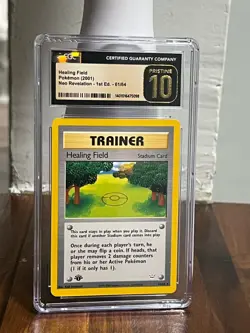 CERTIFIED GUARANTY COMPANY
Healing Field
Pokémon (2001)
Neo Revelation - 1st Ed. - 61/64
PRISTINE
10
TRAINER
Healing Field
Stadium Card
This card stays in play when you play it. Discard
this card if another Stadium card comes into play.
Once during each player's turn, he
or she may flip a coin. If heads, that
player removes 2 damage counters
from his or her Active Pokémon
(1 if it only has 1).